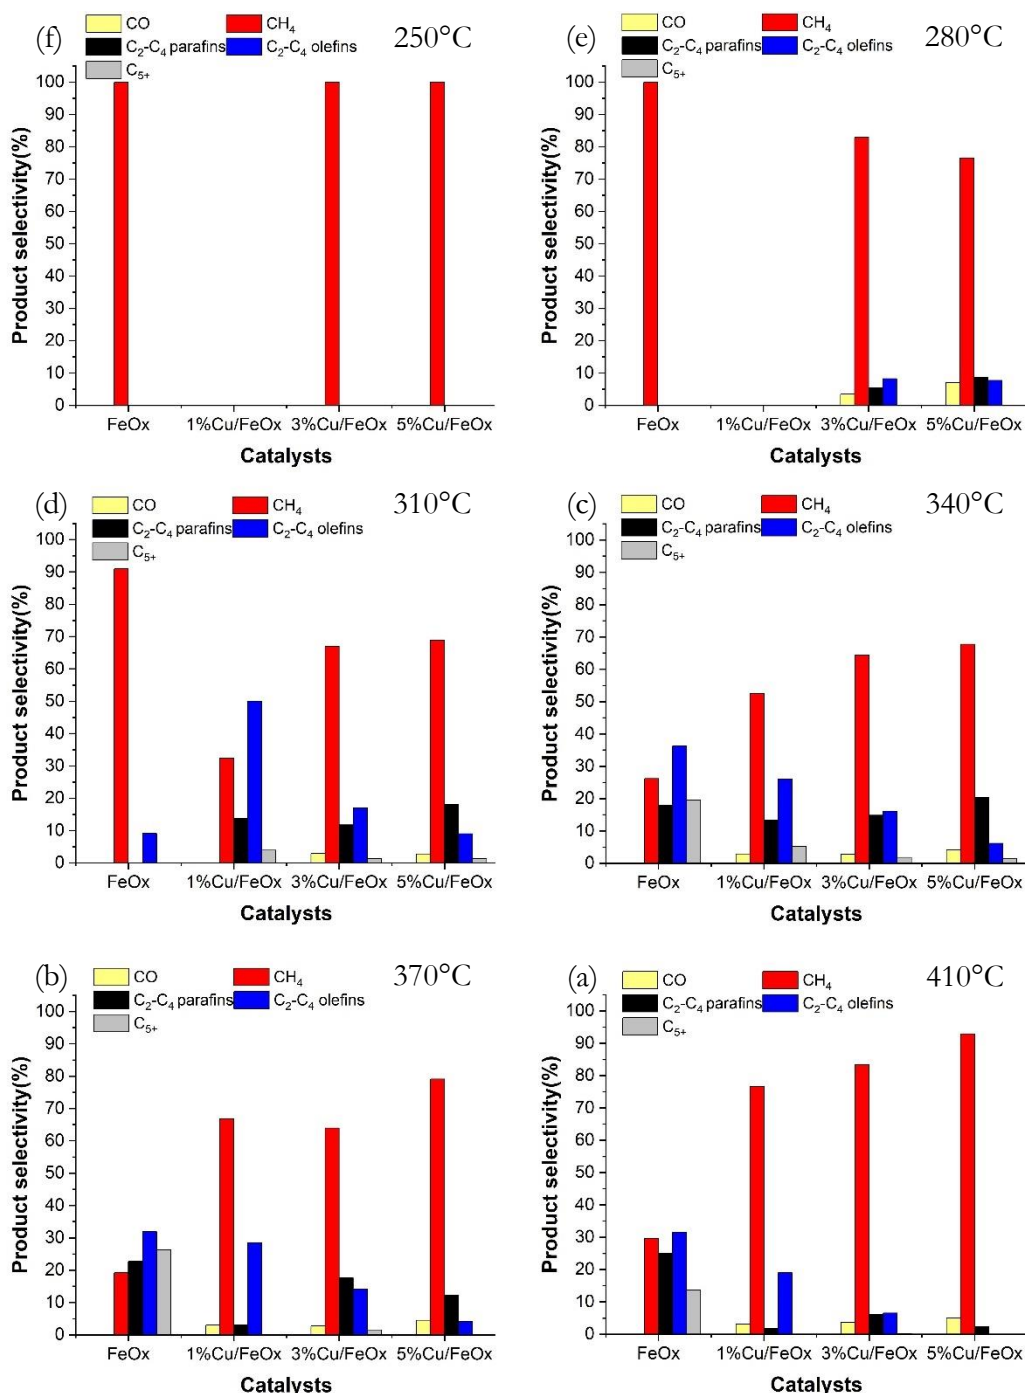 (f) 250°C
CO CH₄
C₂-C₄ parafins C₂-C₄ olefins
C₅₊
Product selectivity(%)
100
90
80
70
60
50
40
30
20
10
0
FeOx 1%Cu/FeOx 3%Cu/FeOx 5%Cu/FeOx
Catalysts
(e) 280°C
CO CH₄
C₂-C₄ parafins C₂-C₄ olefins
C₅₊
Product selectivity(%)
100
90
80
70
60
50
40
30
20
10
0
FeOx 1%Cu/FeOx 3%Cu/FeOx 5%Cu/FeOx
Catalysts
(d) 310°C
CO CH₄
C₂-C₄ parafins C₂-C₄ olefins
C₅₊
Product selectivity(%)
100
90
80
70
60
50
40
30
20
10
0
FeOx 1%Cu/FeOx 3%Cu/FeOx 5%Cu/FeOx
Catalysts
(c) 340°C
CO CH₄
C₂-C₄ parafins C₂-C₄ olefins
C₅₊
Product selectivity(%)
100
90
80
70
60
50
40
30
20
10
0
FeOx 1%Cu/FeOx 3%Cu/FeOx 5%Cu/FeOx
Catalysts
(b) 370°C
CO CH₄
C₂-C₄ parafins C₂-C₄ olefins
C₅₊
Product selectivity(%)
100
90
80
70
60
50
40
30
20
10
0
FeOx 1%Cu/FeOx 3%Cu/FeOx 5%Cu/FeOx
Catalysts
(a) 410°C
CO CH₄
C₂-C₄ parafins C₂-C₄ olefins
C₅₊
Product selectivity(%)
100
90
80
70
60
50
40
30
20
10
0
FeOx 1%Cu/FeOx 3%Cu/FeOx 5%Cu/FeOx
Catalysts